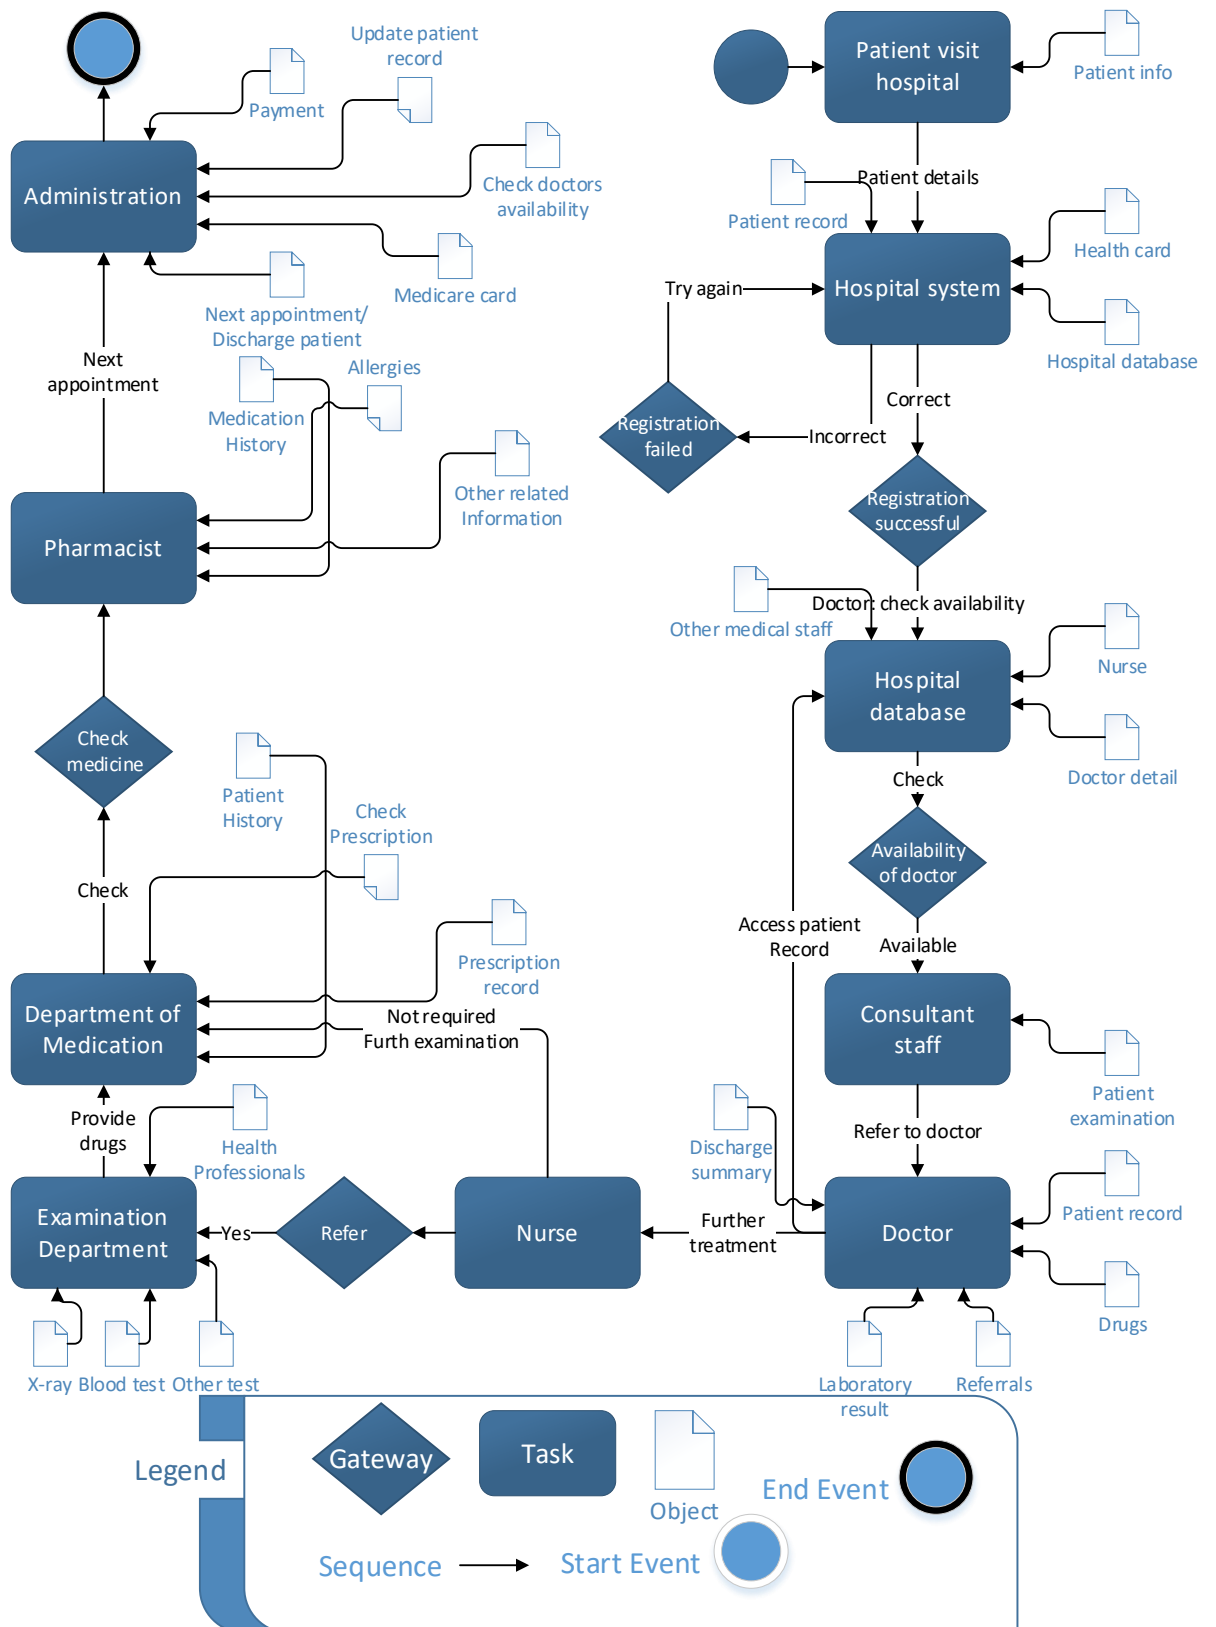 Update patient
record
Payment
Administration
Check doctors
availability
Medicare card
Next appointment/
Discharge patient
Next
appointment
Allergies
Medication
History
Other related
Information
Pharmacist
Check
medicine
Patient
History
Check
Prescription
Check
Prescription
record
Department of
Medication
Not required
Furth examination
Provide
drugs
Health
Professionals
Examination
Department
Yes
Refer
Nurse
X-ray
Blood test
Other test
Patient visit
hospital
Patient info
Patient details
Patient record
Health card
Try again
Hospital system
Hospital database
Correct
Registration
failed
Incorrect
Registration
successful
Doctor: check availability
Other medical staff
Nurse
Hospital
database
Doctor detail
Check
Availability
of doctor
Access patient
Record
Available
Consultant
staff
Patient
examination
Discharge
summary
Refer to doctor
Patient record
Further
treatment
Doctor
Drugs
Laboratory
result
Referrals
Legend
Gateway
Task
Object
End Event
Sequence
Start Event